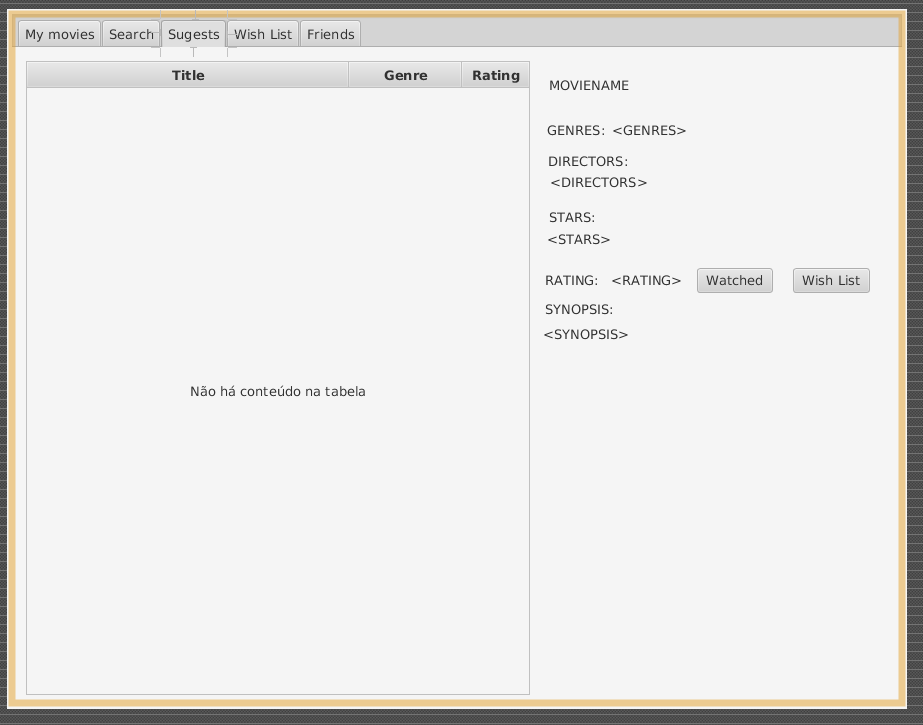 My movies Search Sugests Wish List Friends
Title Genre Rating
Não há conteúdo na tabela
MOVIENAME
GENRES: <GENRES>
DIRECTORS:
<DIRECTORS>
STARS:
<STARS>
RATING: <RATING> Watched Wish List
SYNOPSIS:
<SYNOPSIS>